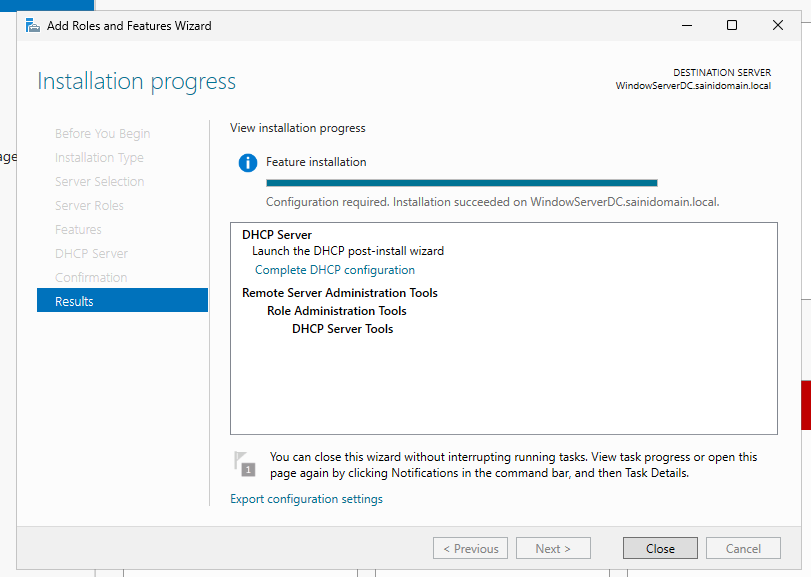 Add Roles and Features Wizard
Installation progress
DESTINATION SERVER
WindowServerDC.sainidomain.local
Before You Begin
Installation Type
Server Selection
Server Roles
Features
DHCP Server
Confirmation
Results
View installation progress
Feature installation
Configuration required. Installation succeeded on WindowServerDC.sainidomain.local.
DHCP Server
Launch the DHCP post-install wizard
Complete DHCP configuration
Remote Server Administration Tools
Role Administration Tools
DHCP Server Tools
1
You can close this wizard without interrupting running tasks. View task progress or open this
page again by clicking Notifications in the command bar, and then Task Details.
Export configuration settings
< Previous
Next >
Close
Cancel